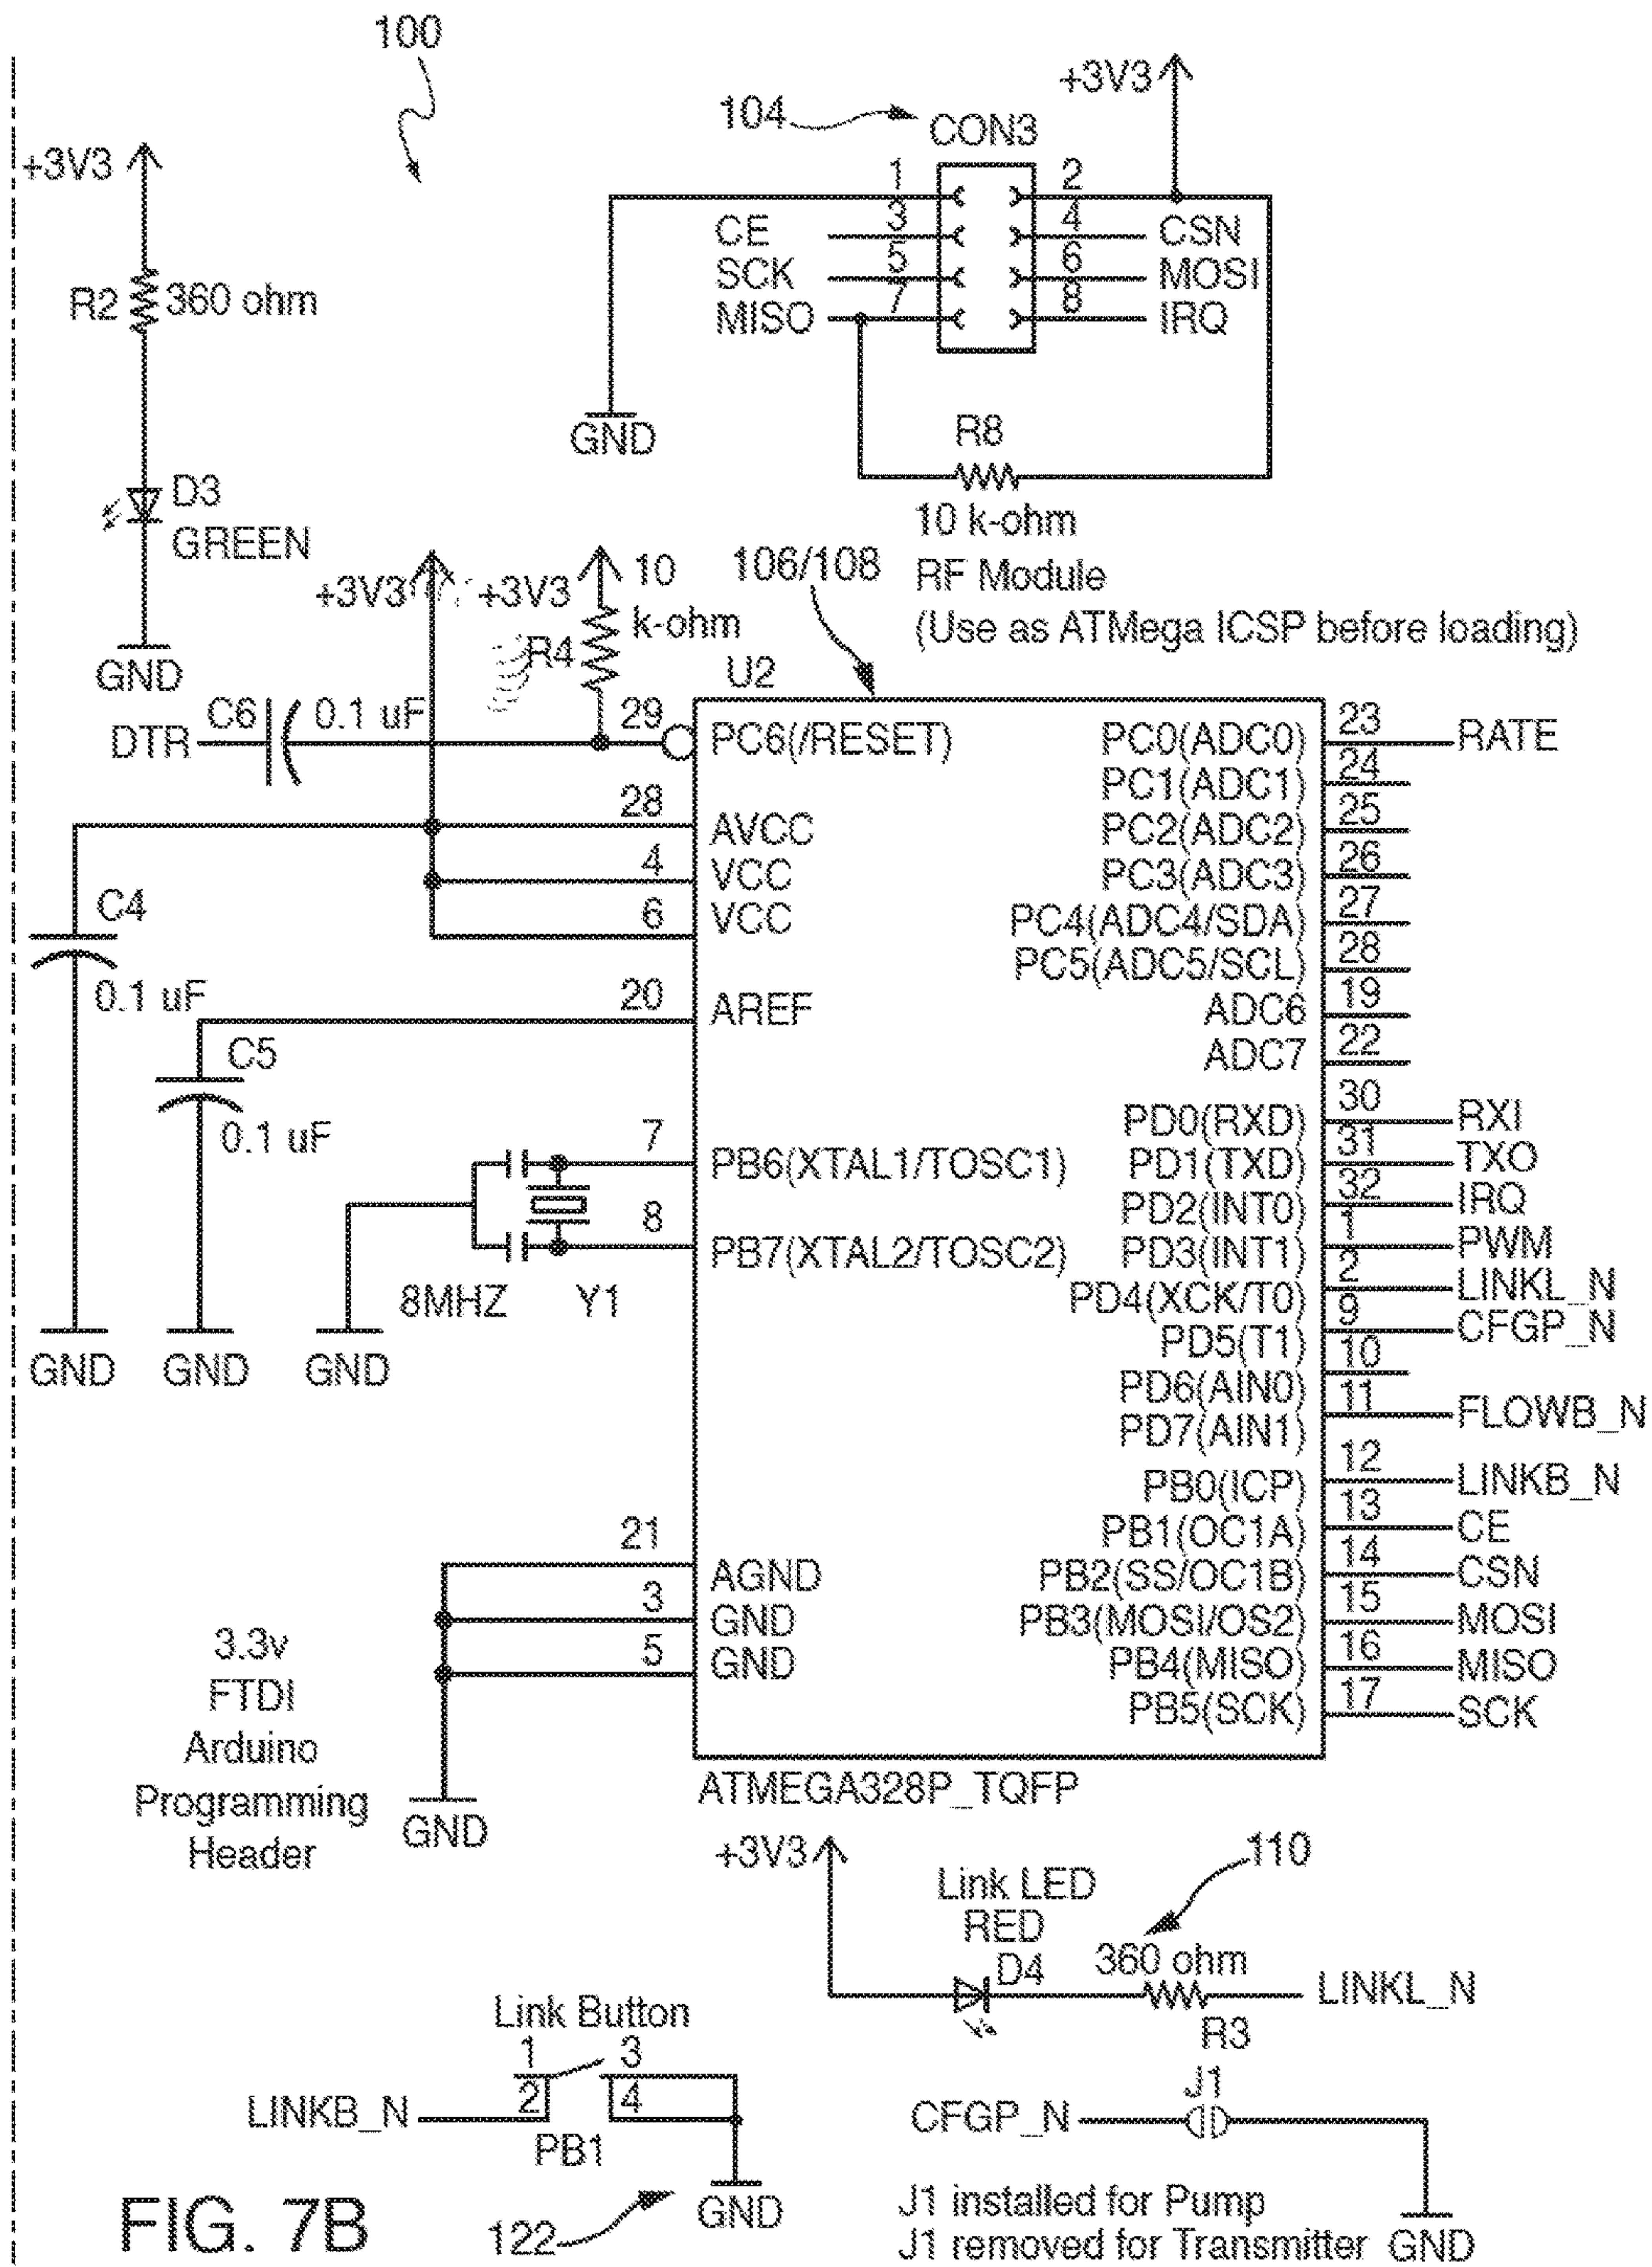 100
+3V3
104
CON3
+3V3
1
2
CE
3
4
CSN
SCK
5
6
MOSI
MISO
7
8
IRQ
R2
360 ohm
GND
R8
10 k-ohm
RF Module
(Use as ATMega ICSP before loading)
D3
GREEN
GND
+3V3
+3V3
10
k-ohm
R4
106/108
U2
DTR
C6
0.1 uF
29
PC6(/RESET)
28
AVCC
4
VCC
6
VCC
C4
0.1 uF
20
AREF
C5
0.1 uF
7
PB6(XTAL1/TOSC1)
8
PB7(XTAL2/TOSC2)
8MHZ
Y1
GND
GND
GND
21
AGND
3
GND
5
GND
GND
PC0(ADC0)
23
RATE
PC1(ADC1)
24
PC2(ADC2)
25
PC3(ADC3)
26
PC4(ADC4/SDA)
27
PC5(ADC5/SCL)
28
ADC6
19
ADC7
22
PD0(RXD)
30
RXI
PD1(TXD)
31
TXO
PD2(INT0)
32
IRQ
PD3(INT1)
1
PWM
PD4(XCK/T0)
2
LINKL_N
PD5(T1)
9
CFGP_N
PD6(AIN0)
10
PD7(AIN1)
11
FLOWB_N
PB0(ICP)
12
LINKB_N
PB1(OC1A)
13
CE
PB2(SS/OC1B)
14
CSN
PB3(MOSI/OS2)
15
MOSI
PB4(MISO)
16
MISO
PB5(SCK)
17
SCK
ATMEGA328P_TQFP
3.3v
FTDI
Arduino
Programming
Header
+3V3
Link LED
RED
D4
110
360 ohm
R3
LINKL_N
Link Button
1
3
2
4
LINKB_N
PB1
GND
122
CFGP_N
J1
GND
J1 installed for Pump
J1 removed for Transmitter
FIG. 7B